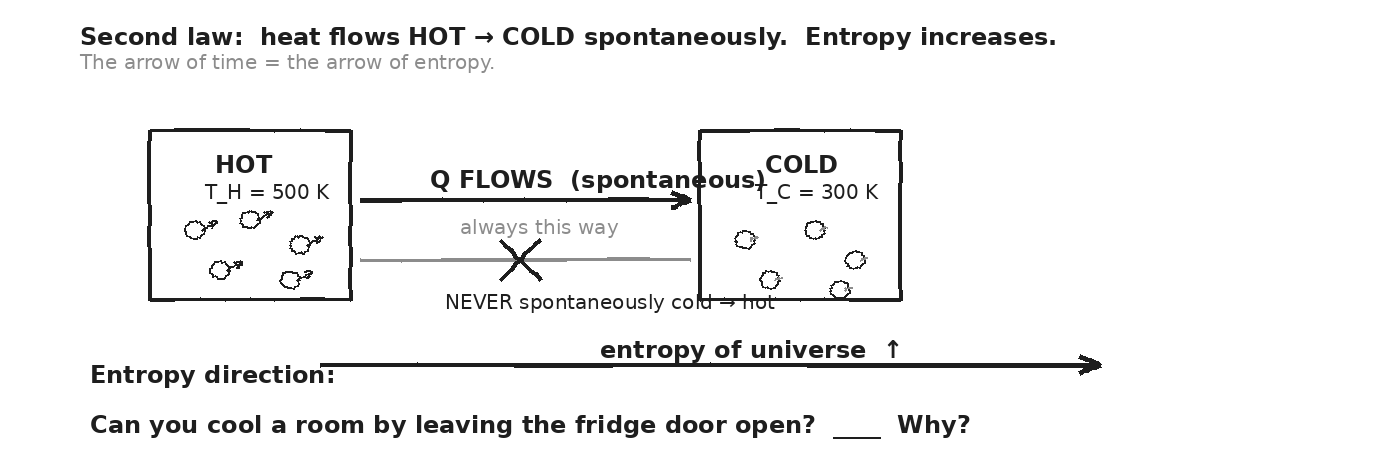 Second law:  heat flows HOT → COLD spontaneously.  Entropy increases.
The arrow of time = the arrow of entropy.
HOT
T_H = 500 K
Q FLOWS  (spontaneous)
always this way
NEVER spontaneously cold → hot
COLD
T_C = 300 K
entropy of universe  ↑
Entropy direction:
Can you cool a room by leaving the fridge door open?  ____  Why?